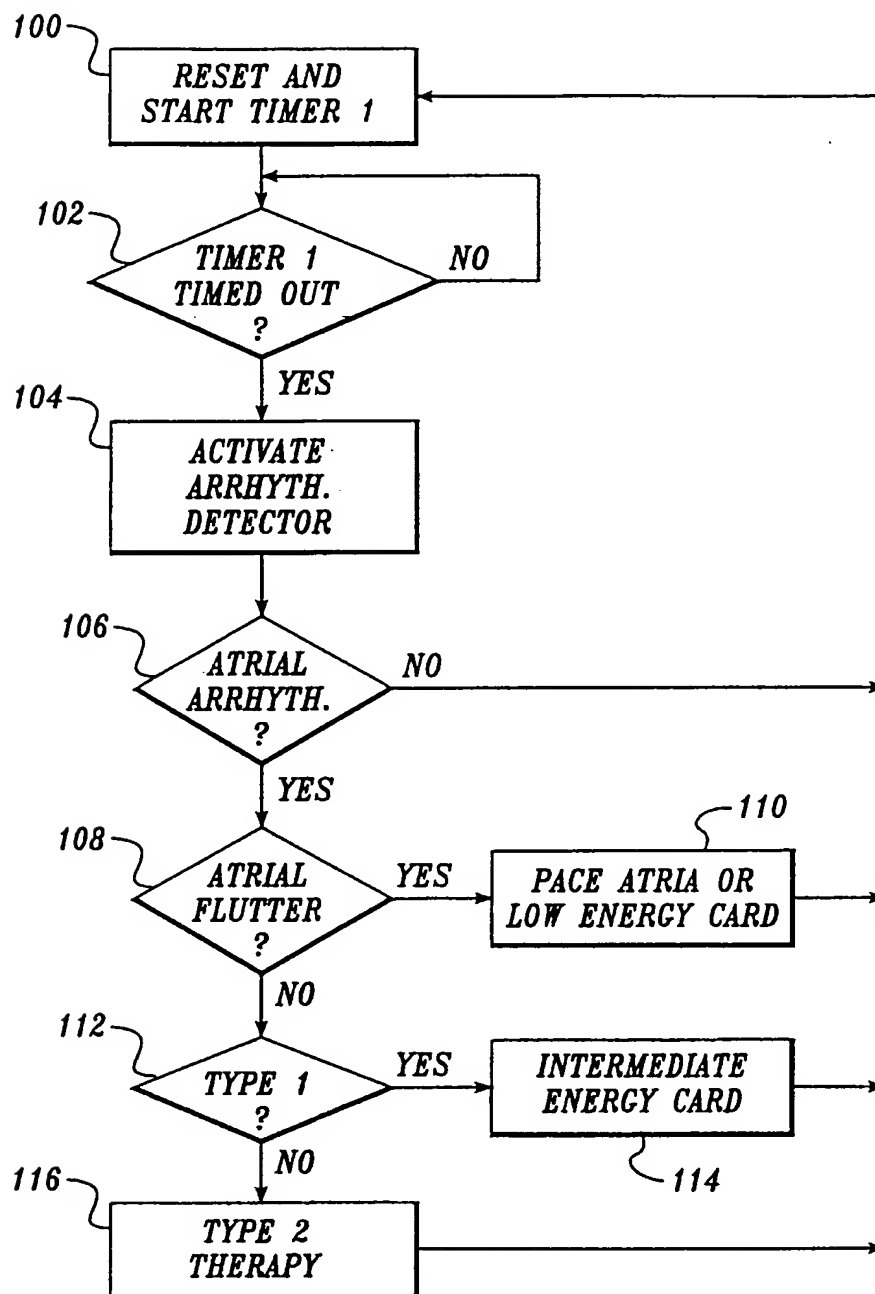 100
RESET AND
START TIMER 1
102
TIMER 1
TIMED OUT
?
NO
YES
104
ACTIVATE
ARRHYTH.
DETECTOR
106
ATRIAL
ARRHYTH.
?
NO
YES
108
ATRIAL
FLUTTER
?
YES
110
PACE ATRIA OR
LOW ENERGY CARD
NO
112
TYPE 1
?
YES
INTERMEDIATE
ENERGY CARD
114
NO
116
TYPE 2
THERAPY